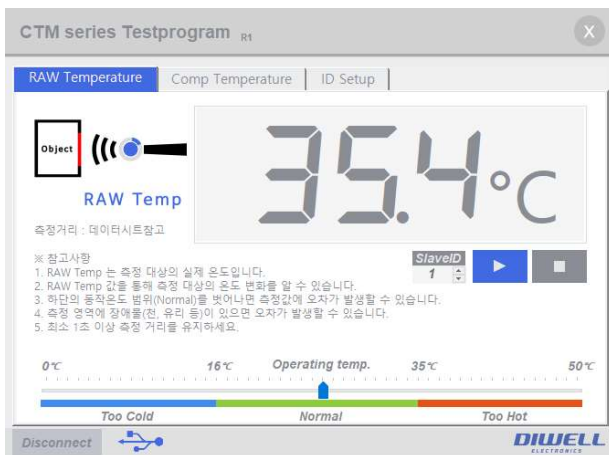 CTM series Testprogram R1
X
RAW Temperature Comp Temperature ID Setup
Object
35.4℃
RAW Temp
측정거리 : 데이터시트참고
※ 참고사항
SlaveID
1
1. RAW Temp 는 측정 대상의 실제 온도입니다.
2. RAW Temp 값을 통해 측정 대상의 온도 변화를 알 수 있습니다.
3. 하단의 동작온도 범위(Normal)를 벗어나면 측정값에 오차가 발생할 수 있습니다.
4. 측정 영역에 장애물(천, 유리 등)이 있으면 오차가 발생할 수 있습니다.
5. 최소 1초 이상 측정 거리를 유지하세요.
0℃ 16℃ Operating temp. 35℃ 50℃
Too Cold Normal Too Hot
Disconnect
DIWELL
ELECTRONICS